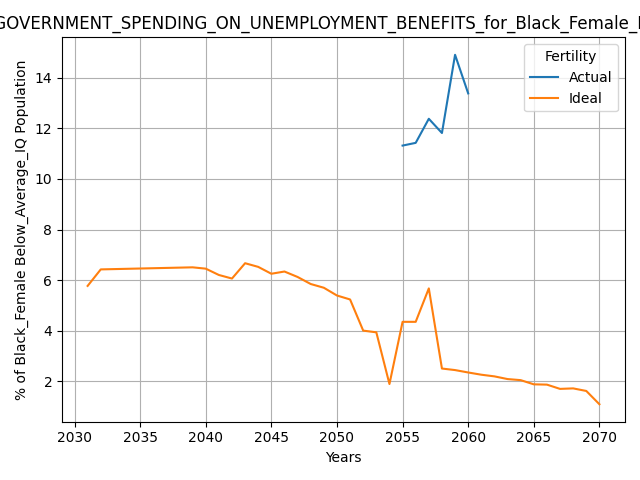 GOVERNMENT_SPENDING_ON_UNEMPLOYMENT_BENEFITS_for_Black_Female_
Fertility
Actual
Ideal
14
12
10
8
6
4
2
% of Black_Female Below_Average_IQ Population
2030 2035 2040 2045 2050 2055 2060 2065 2070
Years